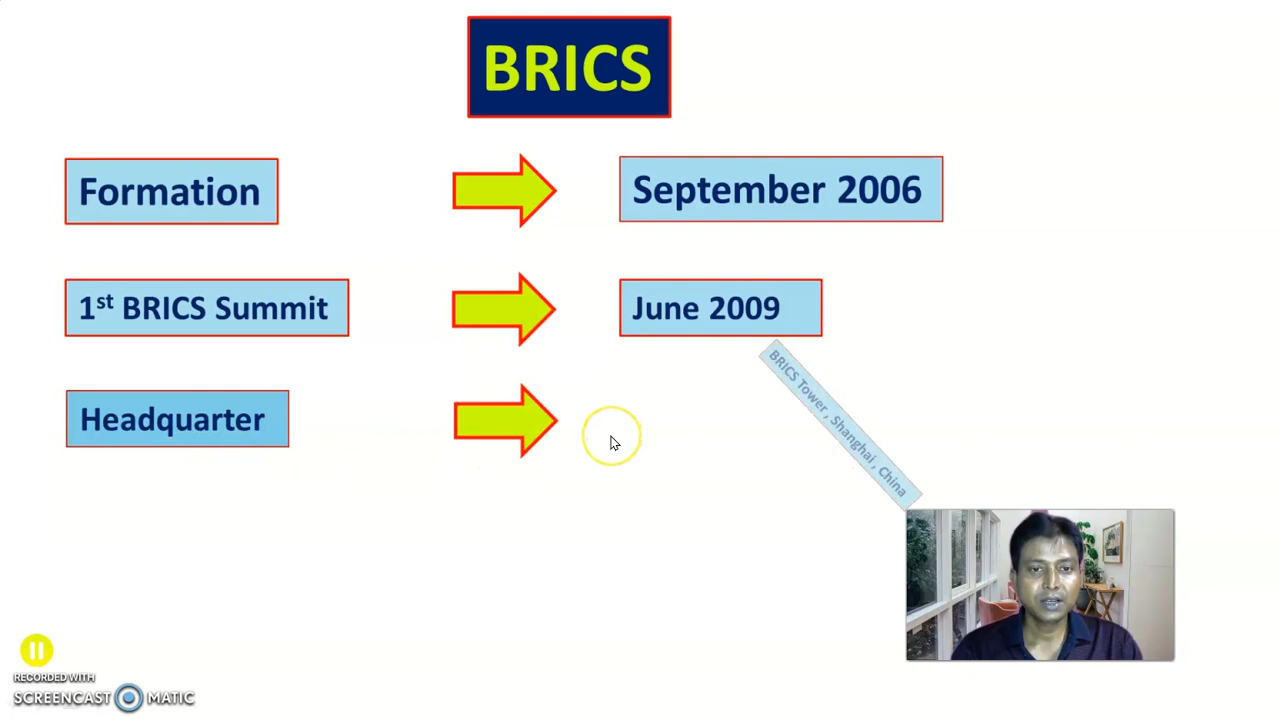 BRICS
Formation
September 2006
1st BRICS Summit
June 2009
BRICS Tower , Shanghai , China
Headquarter
RECORDED WITH
SCREENCAST MATIC